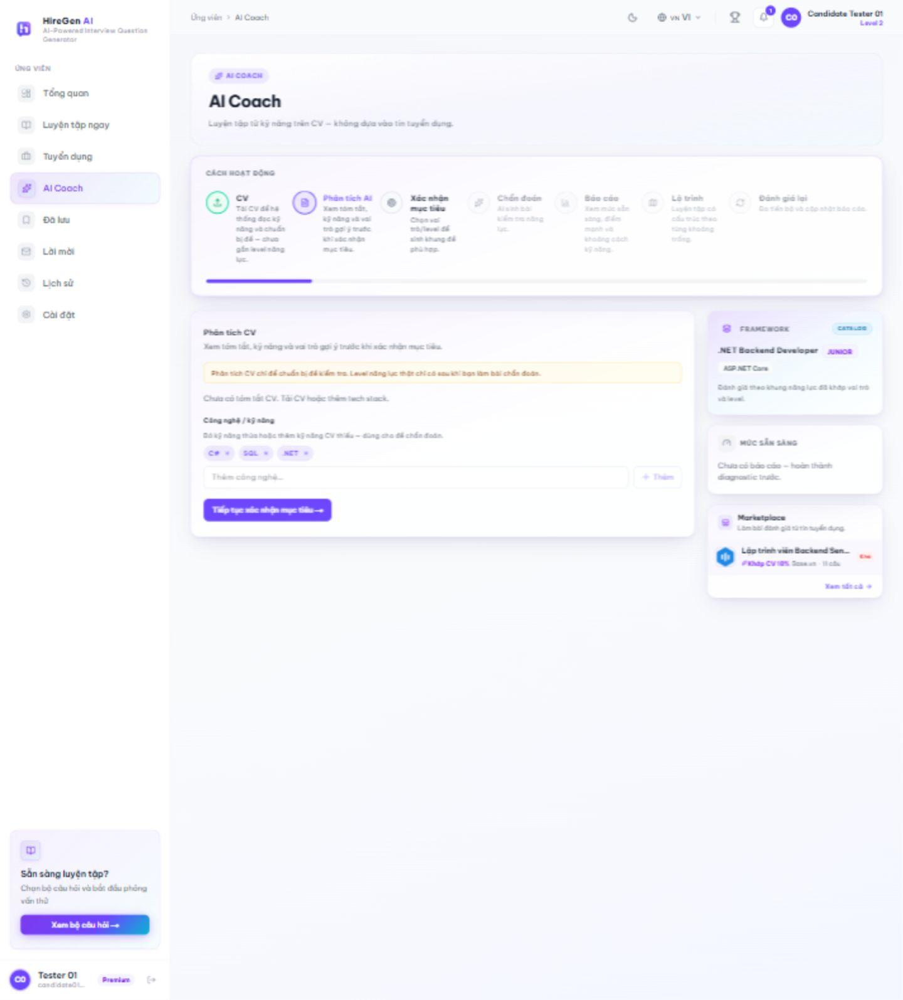 HireGen AI
AI-Powered Interview Question
Generator
ỨNG VIÊN
Tổng quan
Luyện tập ngay
Tuyển dụng
AI Coach
Đã lưu
Lời mời
Lịch sử
Cài đặt
Sẵn sàng luyện tập?
Chọn bộ câu hỏi và bắt đầu phỏng
vấn thử
Xem bộ câu hỏi →
C0
Tester 01
candidate01...
Premium
Ứng viên > AI Coach
VN VI
1
C0
Candidate Tester 01
Level 2
AI COACH
AI Coach
Luyện tập từ kỹ năng trên CV – không dựa vào tin tuyển dụng.
CÁCH HOẠT ĐỘNG
CV
Tải CV để hệ
thống đọc kỹ
năng và chuẩn
bị đề – chưa
gắn level năng
lực.
Phân tích AI
Xem tóm tắt,
kỹ năng và vai
trò gợi ý trước
khi xác nhận
mục tiêu.
Xác nhận
mục tiêu
Chọn vai
trò/level để
sinh khung đề
phù hợp.
Chẩn đoán
AI sinh bài
kiểm tra năng
lực.
Báo cáo
Xem mức sẵn
sàng, điểm
mạnh và
khoảng cách
kỹ năng.
Lộ trình
Luyện tập có
cấu trúc theo
từng khoảng
trống.
Đánh giá lại
Đo tiến bộ và cập nhật báo cáo.
Phân tích CV
Xem tóm tắt, kỹ năng và vai trò gợi ý trước khi xác nhận mục tiêu.
Phân tích CV chỉ để chuẩn bị đề kiểm tra. Level năng lực thật chỉ có sau khi bạn làm bài chẩn đoán.
Chưa có tóm tắt CV. Tải CV hoặc thêm tech stack.
Công nghệ / kỹ năng
Bỏ kỹ năng thừa hoặc thêm kỹ năng CV thiếu – dùng cho đề chẩn đoán.
C# × SQL × .NET ×
Thêm công nghệ...
+ Thêm
Tiếp tục xác nhận mục tiêu →
FRAMEWORK
CATALOG
.NET Backend Developer JUNIOR
ASP.NET Core
Đánh giá theo khung năng lực đã khớp vai trò
và level.
MỨC SẴN SÀNG
Chưa có báo cáo – hoàn thành
diagnostic trước.
Marketplace
Làm bài đánh giá từ tin tuyển dụng.
Lập trình viên Backend Sen...
Khớp CV 18% Base.vn · 11 câu
Khó
Xem tất cả →